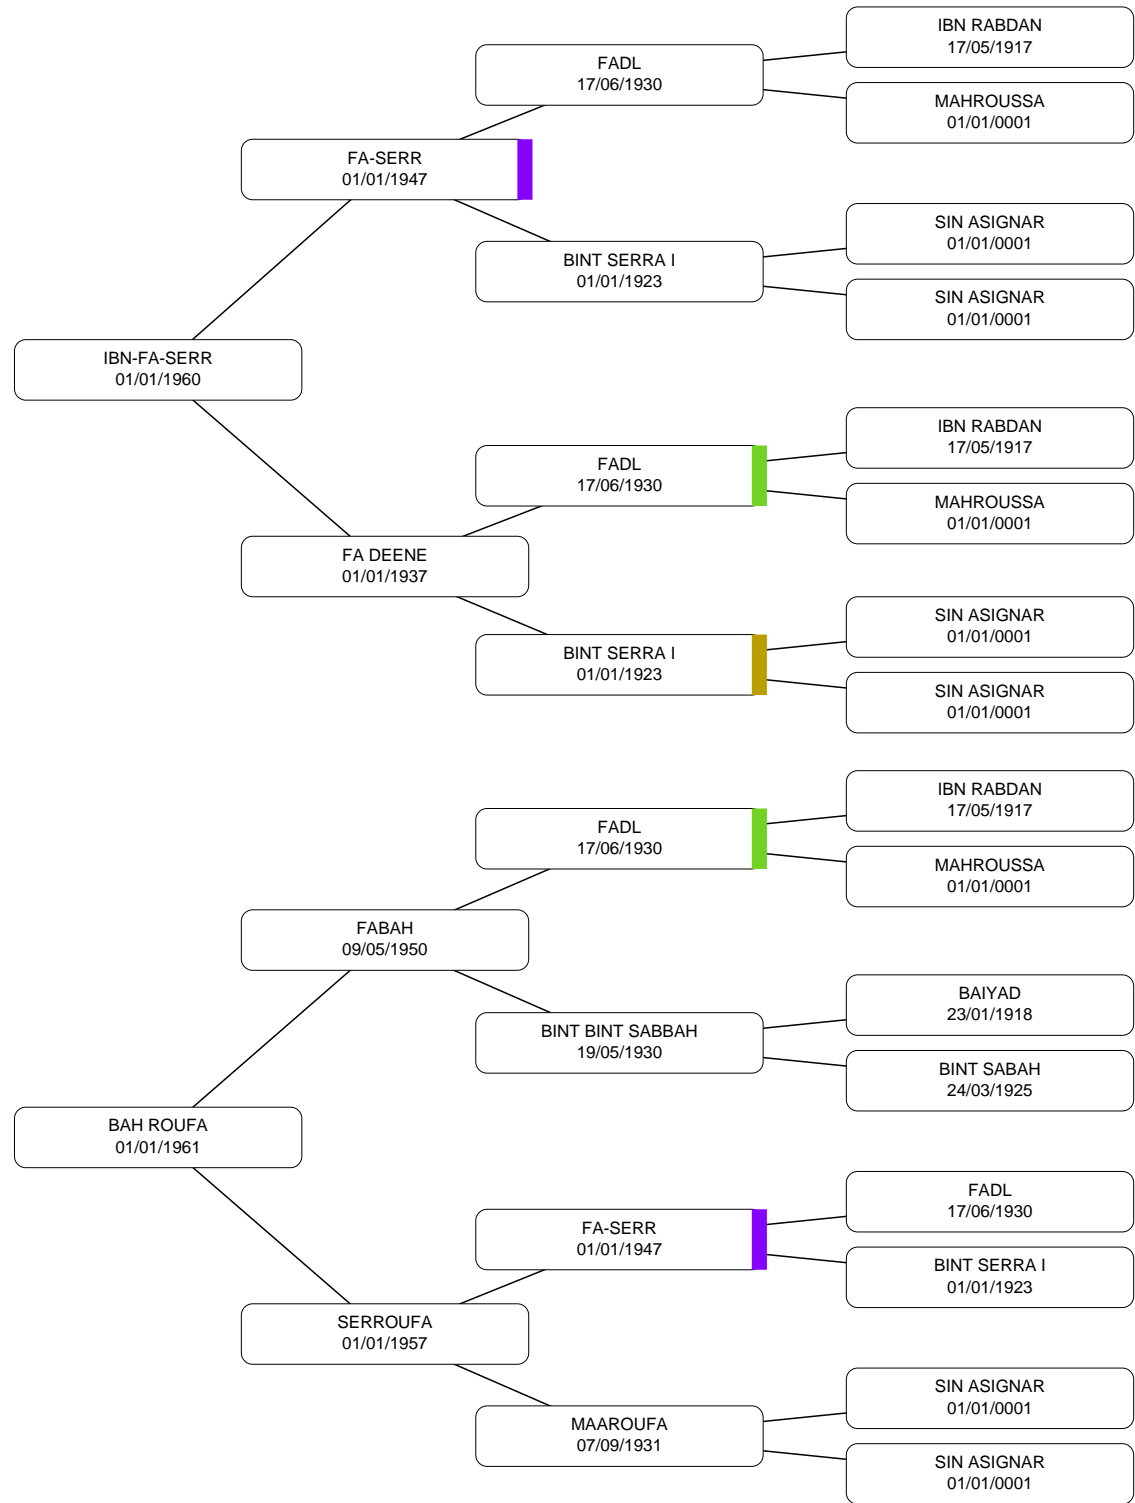 IBN RABDAN
17/05/1917
FADL
17/06/1930
MAHROUSSA
01/01/0001
FA-SERR
01/01/1947
SIN ASIGNAR
01/01/0001
BINT SERRA I
01/01/1923
SIN ASIGNAR
01/01/0001
IBN-FA-SERR
01/01/1960
IBN RABDAN
17/05/1917
FADL
17/06/1930
MAHROUSSA
01/01/0001
FA DEENE
01/01/1937
SIN ASIGNAR
01/01/0001
BINT SERRA I
01/01/1923
SIN ASIGNAR
01/01/0001
IBN RABDAN
17/05/1917
FADL
17/06/1930
MAHROUSSA
01/01/0001
FABAH
09/05/1950
BAIYAD
23/01/1918
BINT BINT SABBAH
19/05/1930
BINT SABAH
24/03/1925
BAH ROUFA
01/01/1961
FADL
17/06/1930
FA-SERR
01/01/1947
BINT SERRA I
01/01/1923
SERROUFA
01/01/1957
SIN ASIGNAR
01/01/0001
MAAROUFA
07/09/1931
SIN ASIGNAR
01/01/0001